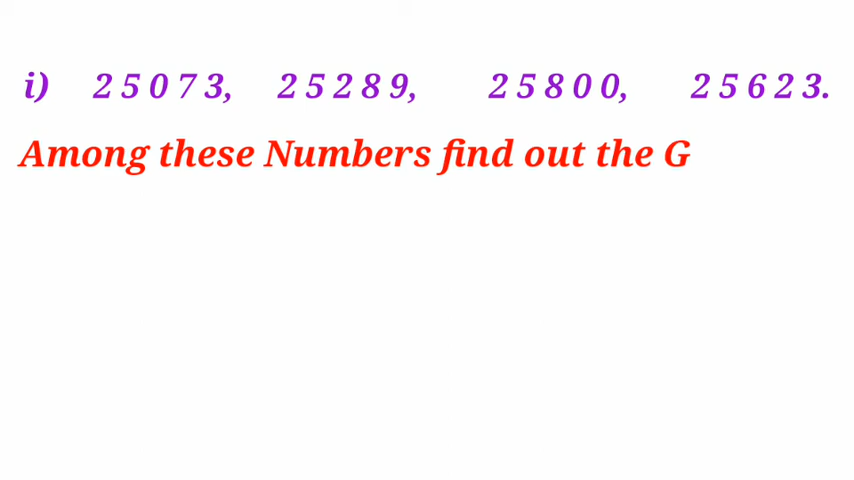 i) 2 5 0 7 3, 2 5 2 8 9, 2 5 8 0 0, 2 5 6 2 3.
Among these Numbers find out the G